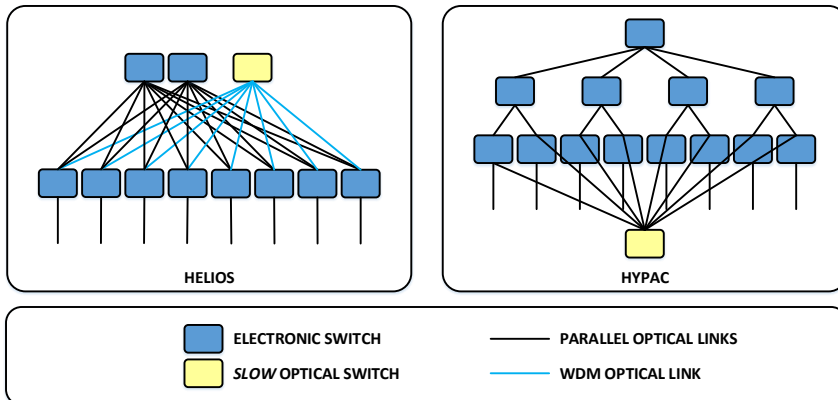 HELIOS
HYPAC
ELECTRONIC SWITCH
PARALLEL OPTICAL LINKS
SLOW OPTICAL SWITCH
WDM OPTICAL LINK